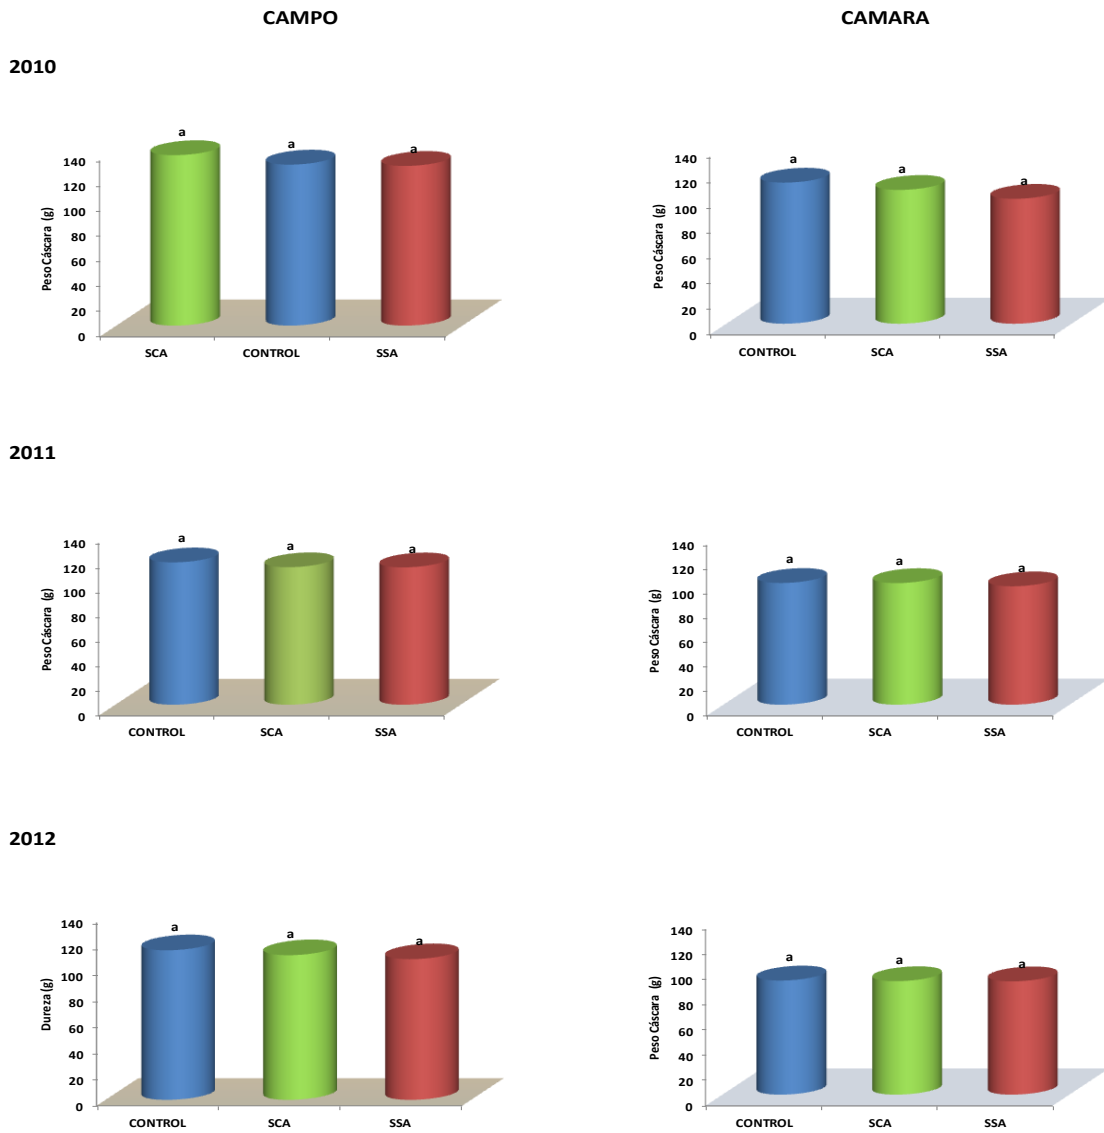 CAMPO
CAMARA
2010
a
a
a
Peso Cáscara (g)
140
120
100
80
60
40
20
0
SCA
CONTROL
SSA
a
a
a
Peso Cáscara (g)
140
120
100
80
60
40
20
0
CONTROL
SCA
SSA
2011
a
a
a
Peso Cáscara (g)
140
120
100
80
60
40
20
0
CONTROL
SCA
SSA
a
a
a
Peso Cáscara (g)
140
120
100
80
60
40
20
0
CONTROL
SCA
SSA
2012
a
a
a
Dureza (g)
140
120
100
80
60
40
20
0
CONTROL
SCA
SSA
a
a
a
Peso Cáscara (g)
140
120
100
80
60
40
20
0
CONTROL
SCA
SSA